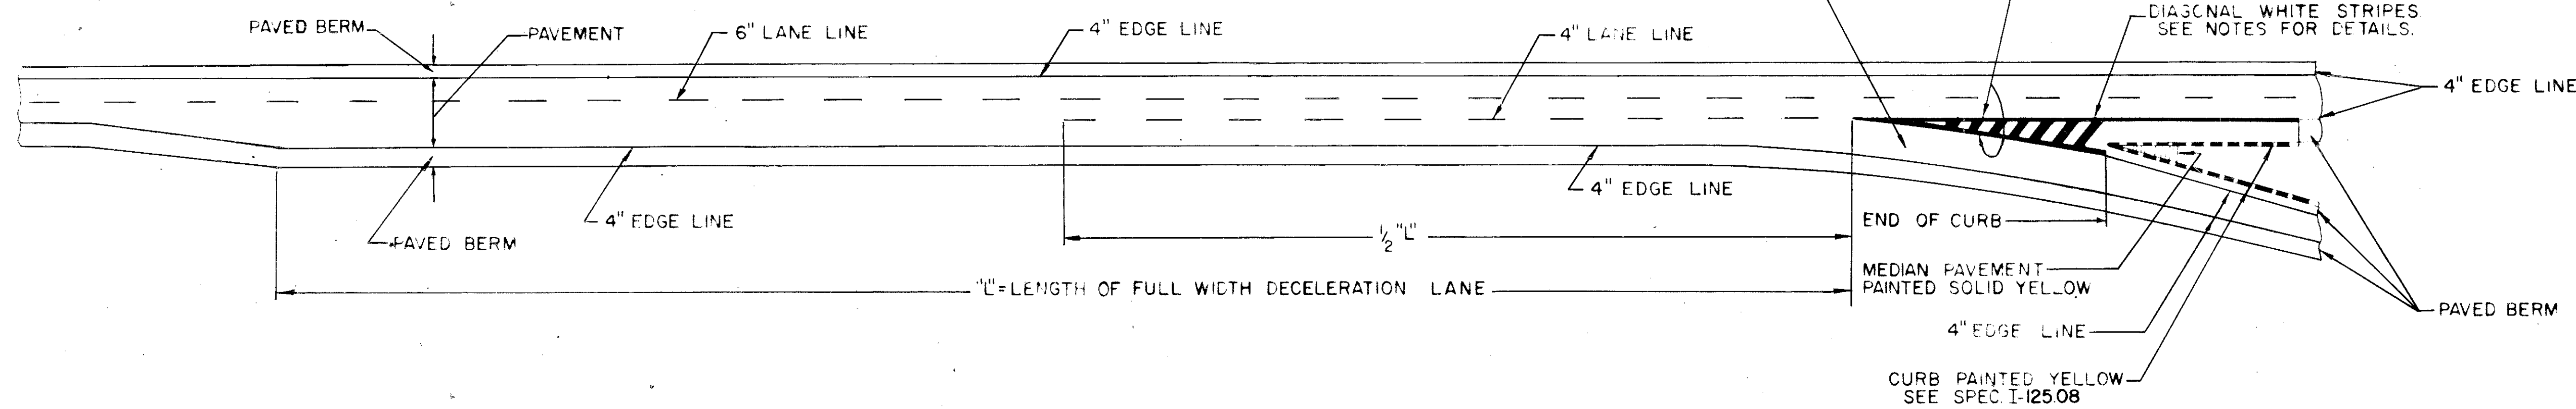 PAVED BERM
PAVEMENT
6" LANE LINE
4" EDGE LINE
4" LANE LINE
DIAGONAL WHITE STRIPES
SEE NOTES FOR DETAILS.
4" EDGE LINE
4" EDGE LINE
4" EDGE LINE
PAVED BERM
1/2 "L"
END OF CURB
"L"=LENGTH OF FULL WIDTH DECELERATION LANE
MEDIAN PAVEMENT
PAINTED SOLID YELLOW
PAVED BERM
4" EDGE LINE
CURB PAINTED YELLOW
SEE SPEC. I-125.08